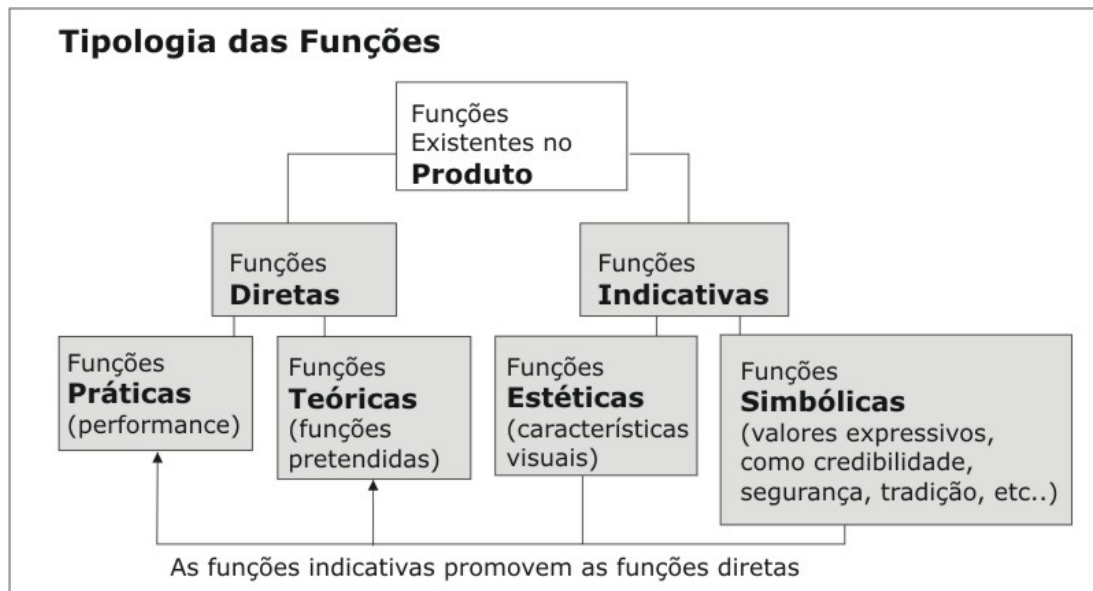 Tipologia das Funções
Funções
Existentes no
Produto
Funções
Diretas
Funções
Indicativas
Funções
Práticas
(performance)
Funções
Teóricas
(funções
pretendidas)
Funções
Estéticas
(características
visuais)
Funções
Simbólicas
(valores expressivos,
como credibilidade,
segurança, tradição, etc..)
As funções indicativas promovem as funções diretas